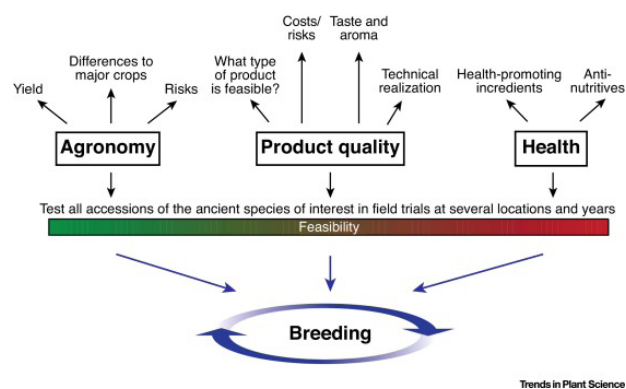 Costs/
risks
Taste and
aroma
What type
of product
is feasible?
Differences to
major crops
Yield
Risks
Technical
realization
Health-promoting
incredients
Anti-
nutritives
Agronomy
Product quality
Health
Test all accessions of the ancient species of interest in field trials at several locations and years
Feasibility
Breeding
Trends in Plant Science